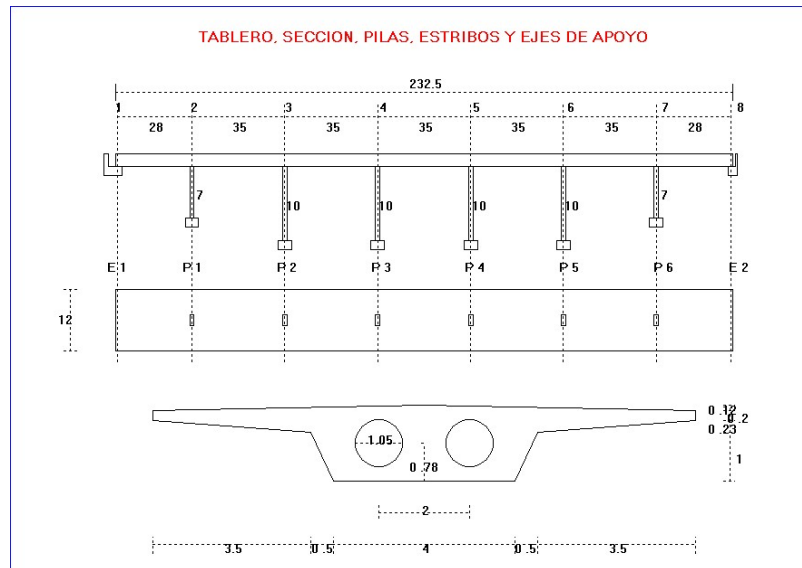 TABLERO, SECCION, PILAS, ESTRIBOS Y EJES DE APOYO
232.5
1 2 3 4 5 6 7 8
28 35 35 35 35 35 28
7 10 10 10 10 7
E 1 P 1 P 2 P 3 P 4 P 5 P 6 E 2
12
0.12
0.2
1.05 0.23
0.78 1
2
3.5 0.5 4 0.5 3.5